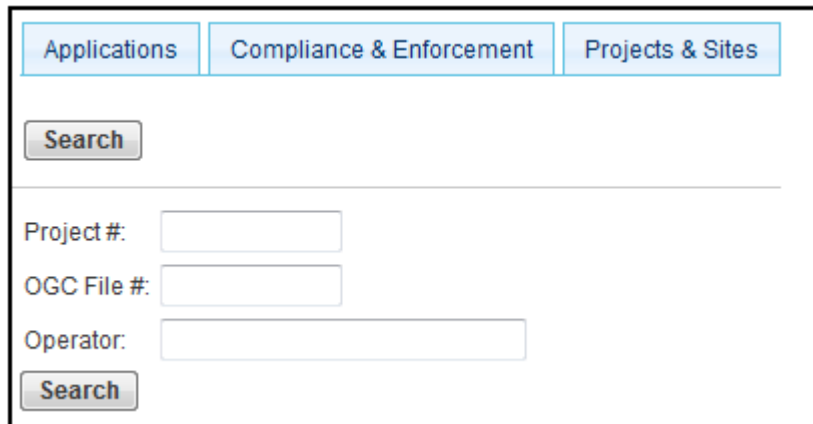 Applications Compliance & Enforcement Projects & Sites
Search
Project #:
OGC File #:
Operator:
Search